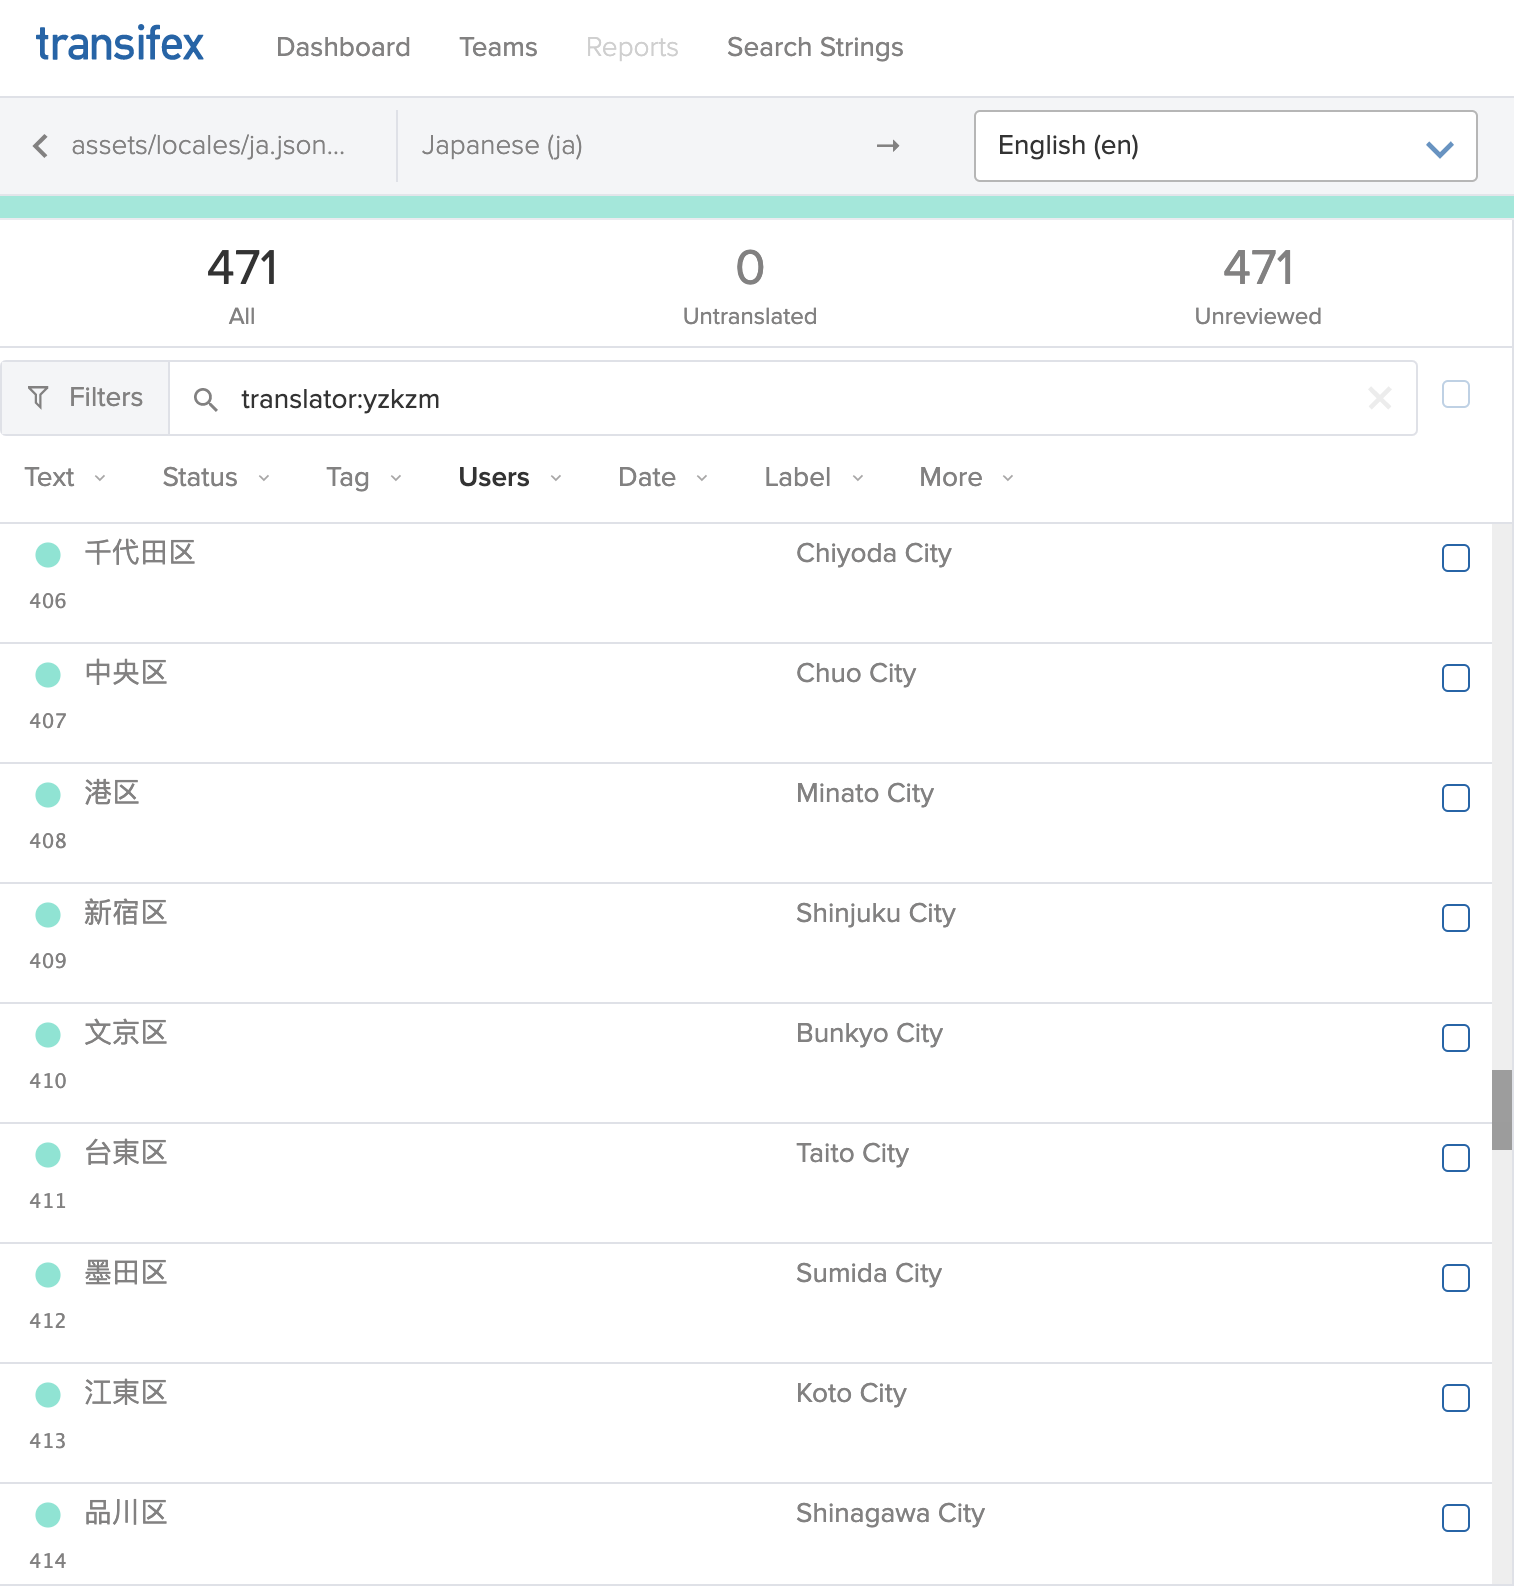 transifex Dashboard Teams Reports Search Strings
assets/locales/ja.json... Japanese (ja) → English (en)
471 0 471
All Untranslated Unreviewed
Filters translator:yzkzm
Text Status Tag Users Date Label More
千代田区 Chiyoda City
406
中央区 Chuo City
407
港区 Minato City
408
新宿区 Shinjuku City
409
文京区 Bunkyo City
410
台東区 Taito City
411
墨田区 Sumida City
412
江東区 Koto City
413
品川区 Shinagawa City
414